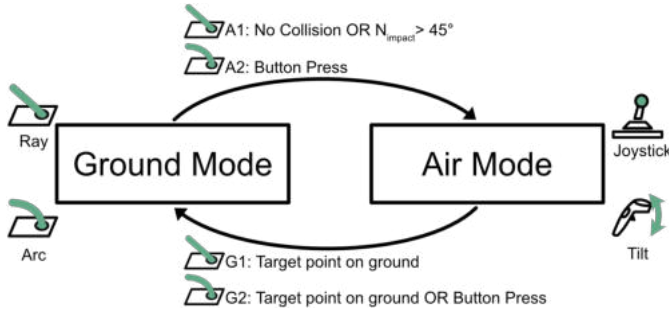 A1: No Collision OR N_impact > 45°
A2: Button Press
Ray
Ground Mode
Air Mode
Joystick
Arc
Tilt
G1: Target point on ground
G2: Target point on ground OR Button Press